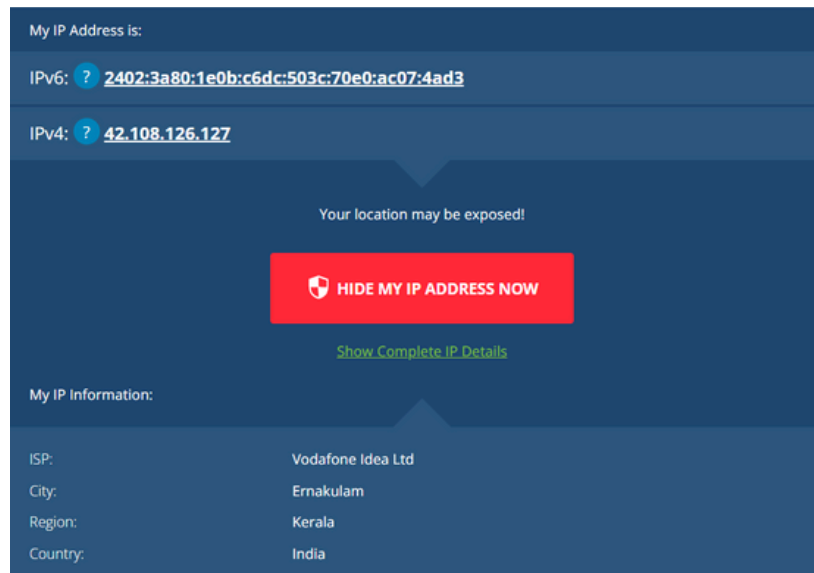 My IP Address is:
IPv6: ? 2402:3a80:1e0b:c6dc:503c:70e0:ac07:4ad3
IPv4: ? 42.108.126.127
Your location may be exposed!
HIDE MY IP ADDRESS NOW
Show Complete IP Details
My IP Information:
ISP: Vodafone Idea Ltd
City: Ernakulam
Region: Kerala
Country: India